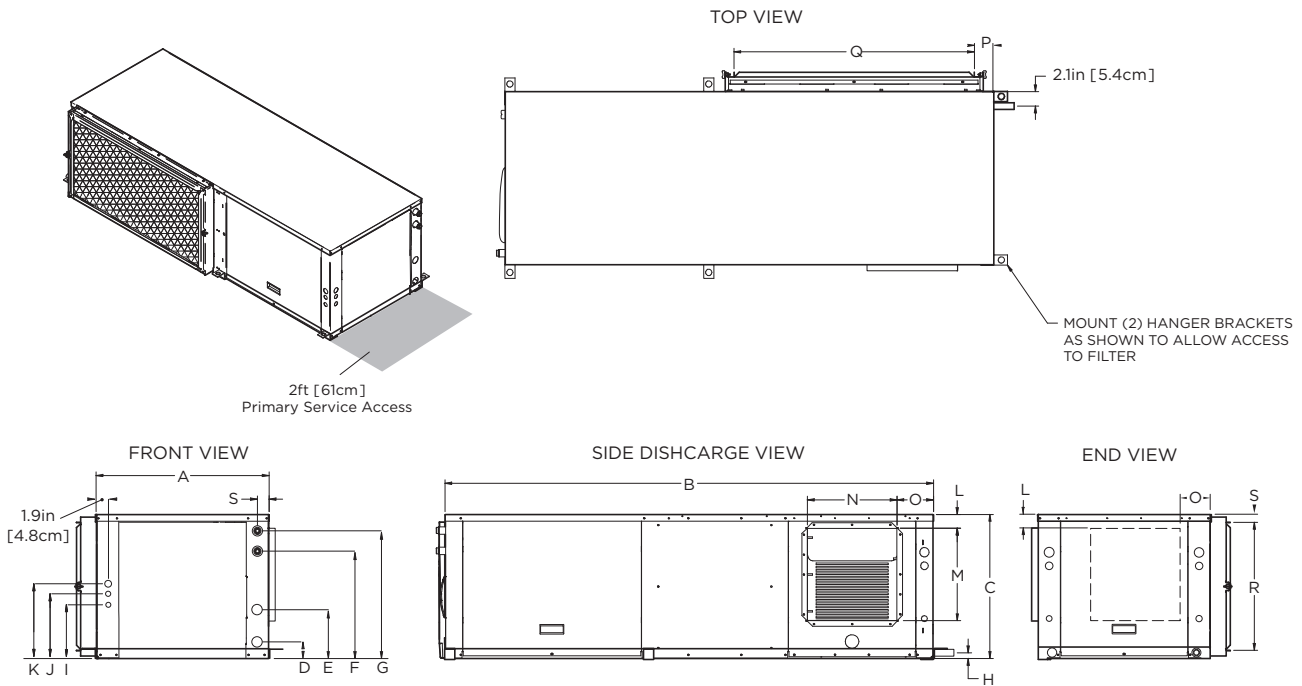 TOP VIEW
Q
P
2.1in [5.4cm]
MOUNT (2) HANGER BRACKETS
AS SHOWN TO ALLOW ACCESS
TO FILTER
2ft [61cm]
Primary Service Access
FRONT VIEW
A
S
1.9in
[4.8cm]
K J I
D E F G
SIDE DISHCARGE VIEW
B
L
N
O
M
C
H
END VIEW
L
O
S
R